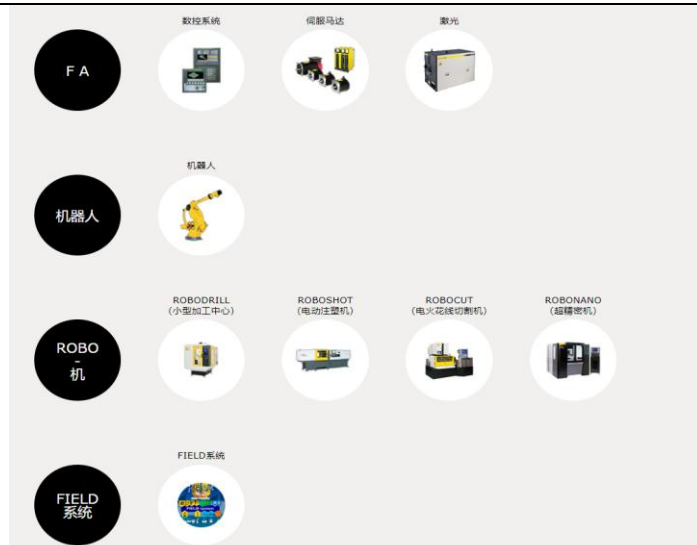 数控系统 伺服马达 激光
FA
机器人
机器人
ROBODRILL ROBOSHOT ROBOCUT ROBONANO
(小型加工中心) (电动注塑机) (电火花线切割机) (超精密机)
ROBO
-
机
FIELD系统
FIELD
系统